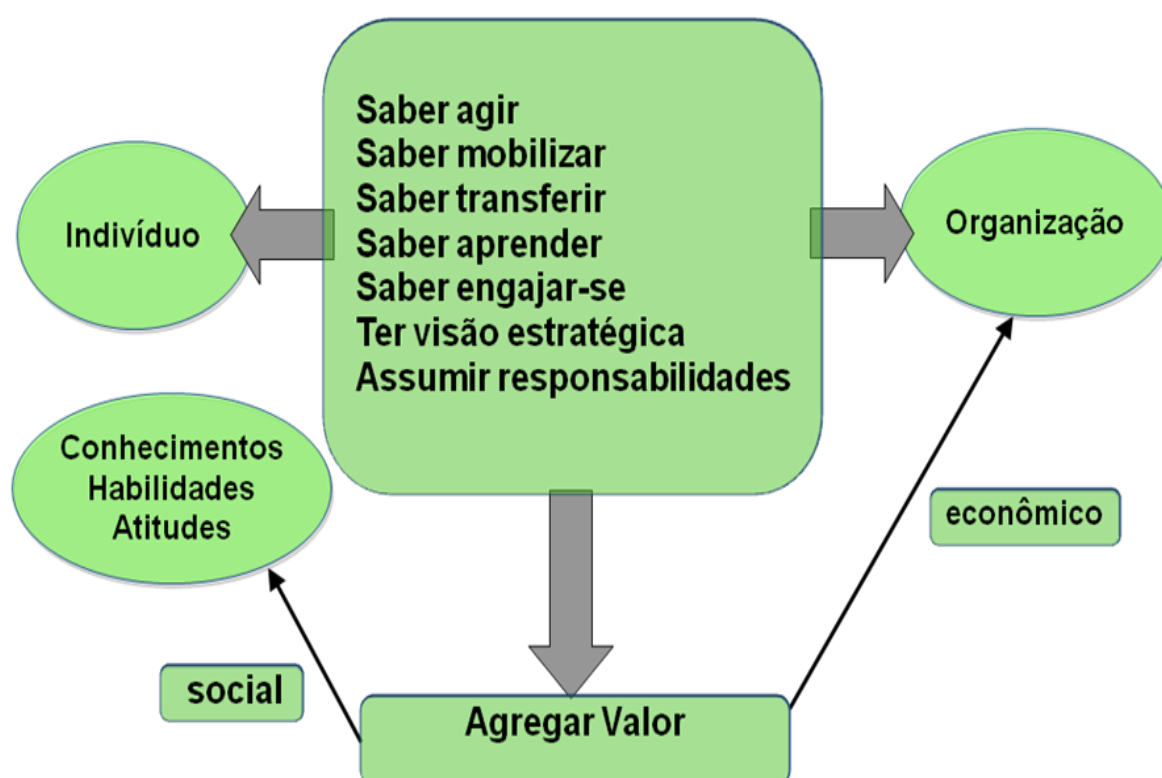 Saber agir
Saber mobilizar
Saber transferir
Saber aprender
Saber engajar-se
Ter visão estratégica
Assumir responsabilidades
Indivíduo
Organização
Conhecimentos
Habilidades
Atitudes
econômico
social
Agregar Valor